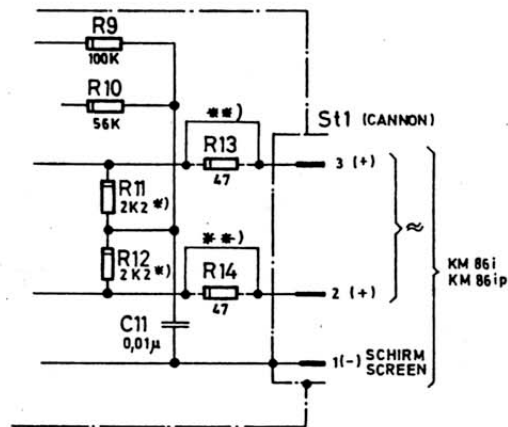 R9
100K
R10
56K
**)
St1 (CANNON)
R13
47
3 (+)
R11
2K2 *)
≈
KM 86i
KM 86ip
R12
2K2 *)
**)
R14
47
2 (+)
C11
0,01µ
1(-) SCHIRM
SCREEN